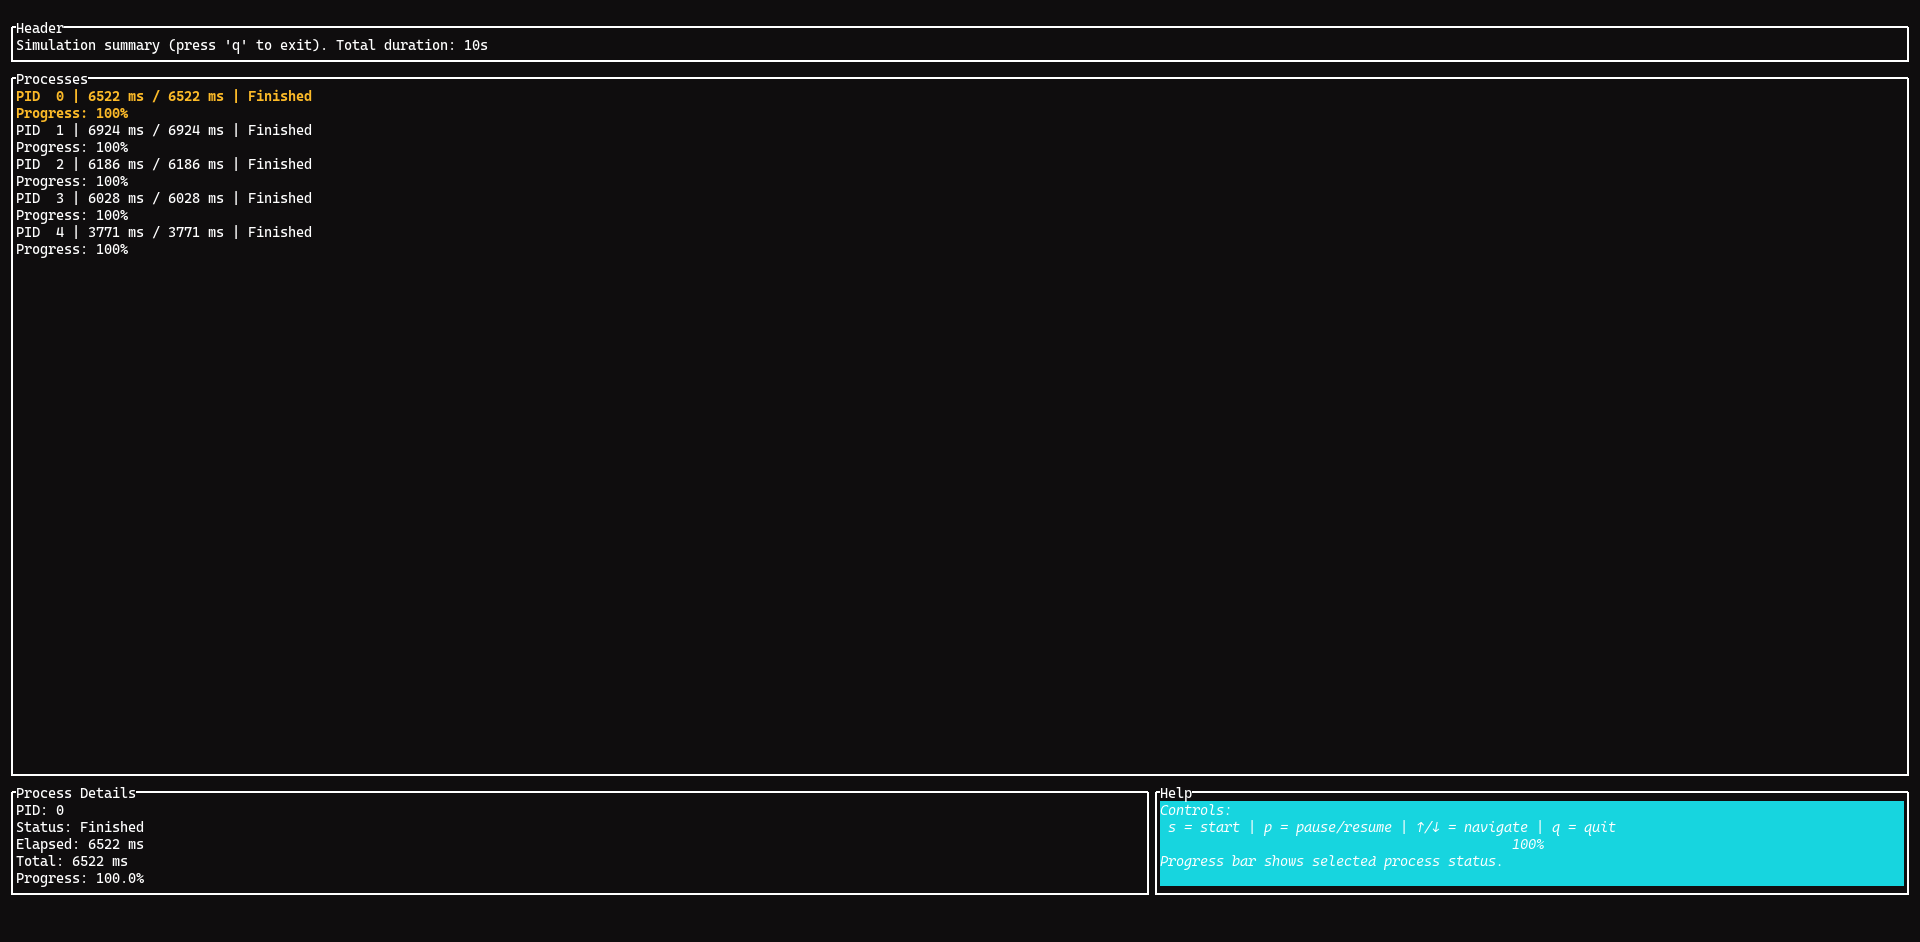 Header
Simulation summary (press 'q' to exit). Total duration: 10s
Processes
PID  0 | 6522 ms / 6522 ms | Finished
Progress: 100%
PID  1 | 6924 ms / 6924 ms | Finished
Progress: 100%
PID  2 | 6186 ms / 6186 ms | Finished
Progress: 100%
PID  3 | 6028 ms / 6028 ms | Finished
Progress: 100%
PID  4 | 3771 ms / 3771 ms | Finished
Progress: 100%
Process Details
PID: 0
Status: Finished
Elapsed: 6522 ms
Total: 6522 ms
Progress: 100.0%
Help
Controls:
s = start | p = pause/resume | ↑/↓ = navigate | q = quit
100%
Progress bar shows selected process status.